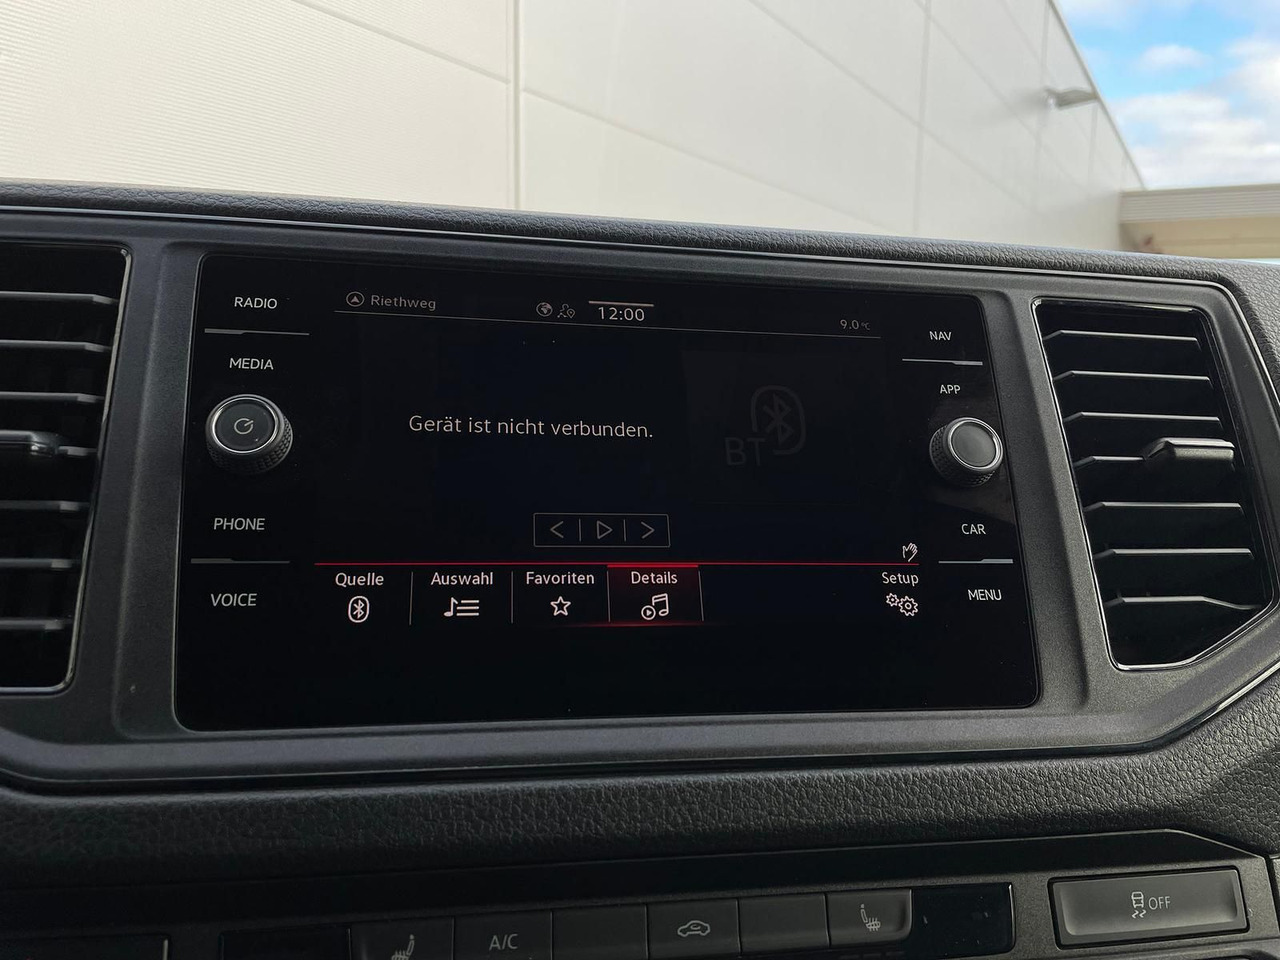 RADIO
Riethweg
12:00
9.0°C
NAV
MEDIA
APP
Gerät ist nicht verbunden.
BT
PHONE
CAR
Quelle
Auswahl
Favoriten
Details
Setup
VOICE
MENU
A/C
OFF